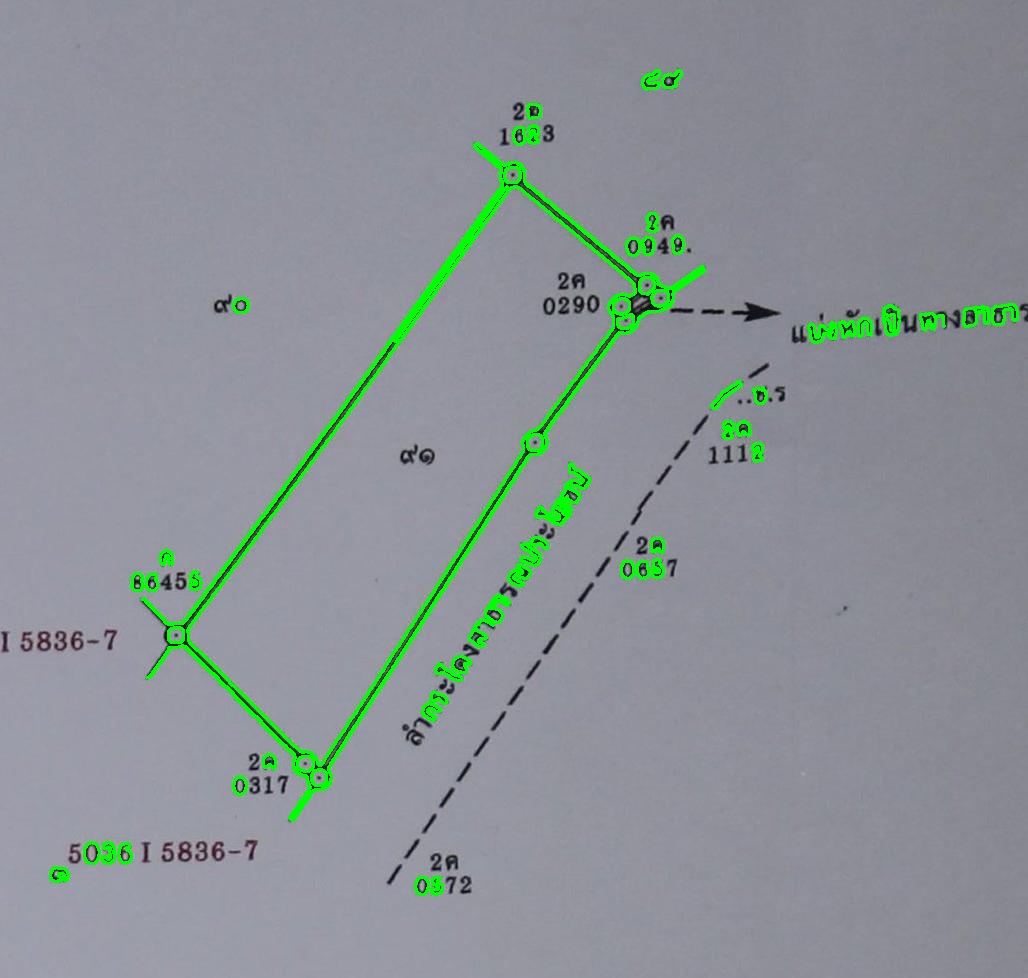 ๘๙
2ฅ
1623
2ค
0949.
2ค
0290
๙๐
แบ่งหักเป็นทางสาธาร
..ช.ร
2ค
1112
๙๑
ลำกระโดงสาธารณประโยชน์
2ค
0657
ค
86455
I 5836-7
2ค
0317
5036 I 5836-7
2ค
0572